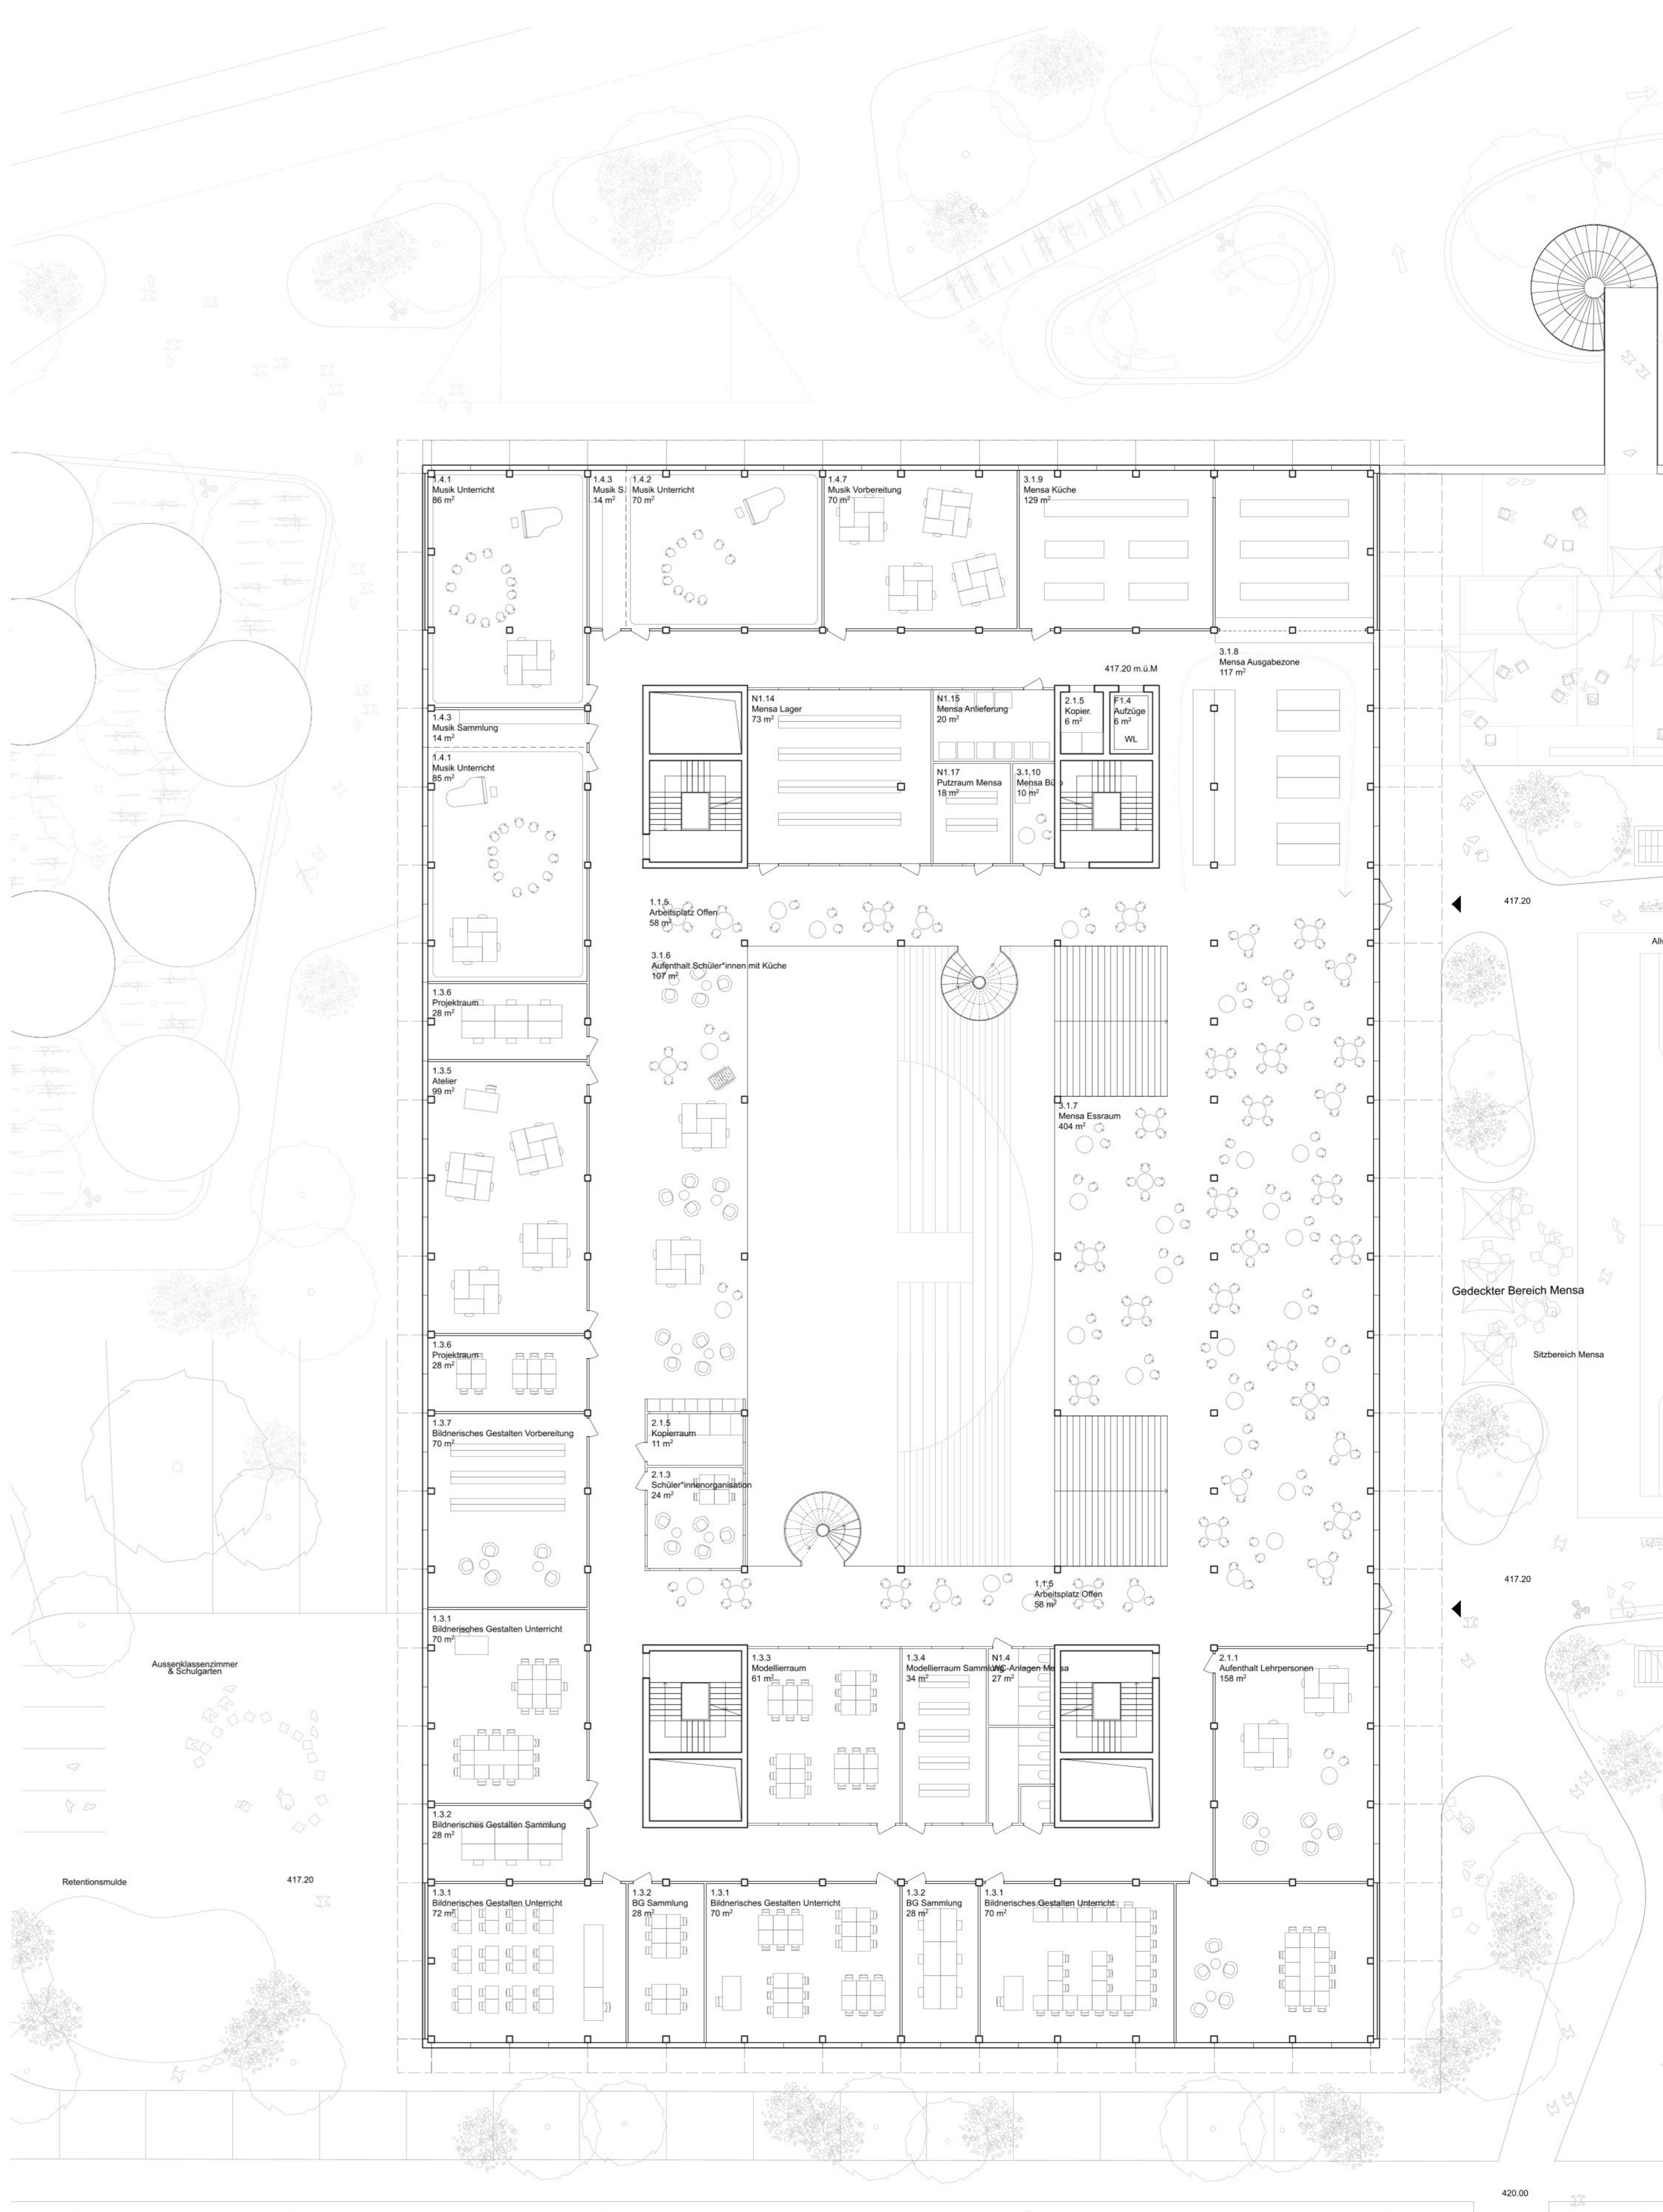 1.4.1
Musik Unterricht
86 m²
1.4.3
Musik S.
14 m²
1.4.2
Musik Unterricht
70 m²
1.4.7
Musik Vorbereitung
70 m²
3.1.9
Mensa Küche
129 m²
3.1.8
Mensa Ausgabezone
117 m²
417.20 m.ü.M
N1.14
Mensa Lager
73 m²
N1.15
Mensa Anlieferung
20 m²
2.1.5
Kopier.
6 m²
F1.4
Aufzüge
6 m²
WL
1.4.3
Musik Sammlung
14 m²
1.4.1
Musik Unterricht
85 m²
N1.17
Putzraum Mensa
18 m²
3.1.10
Mensa Bü
10 m²
1.1.5
Arbeitsplatz Offen
58 m²
417.20
All
3.1.6
Aufenthalt Schüler*innen mit Küche
107 m²
1.3.6
Projektraum
28 m²
1.3.5
Atelier
99 m²
3.1.7
Mensa Essraum
404 m²
Gedeckter Bereich Mensa
Sitzbereich Mensa
1.3.6
Projektraum
28 m²
1.3.7
Bildnerisches Gestalten Vorbereitung
70 m²
2.1.5
Kopierraum
11 m²
2.1.3
Schüler*innenorganisation
24 m²
1.1.5
Arbeitsplatz Offen
58 m²
417.20
1.3.1
Bildnerisches Gestalten Unterricht
70 m²
Aussenklassenzimmer
& Schulgarten
1.3.3
Modellierraum
61 m²
1.3.4
Modellierraum Sammlung
34 m²
N1.4
WC-Anlagen Mensa
27 m²
2.1.1
Aufenthalt Lehrpersonen
158 m²
1.3.2
Bildnerisches Gestalten Sammlung
28 m²
Retentionsmulde
417.20
1.3.1
Bildnerisches Gestalten Unterricht
72 m²
1.3.2
BG Sammlung
28 m²
1.3.1
Bildnerisches Gestalten Unterricht
70 m²
1.3.2
BG Sammlung
28 m²
1.3.1
Bildnerisches Gestalten Unterricht
70 m²
420.00